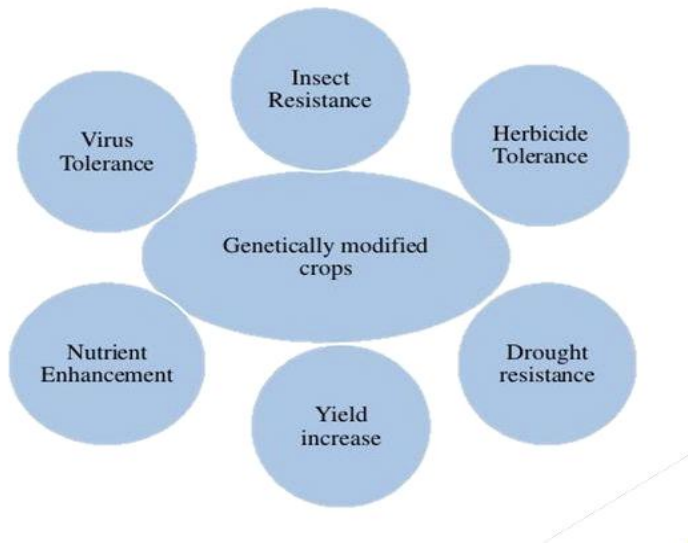 Insect
Resistance
Virus
Tolerance
Herbicide
Tolerance
Genetically modified
crops
Nutrient
Enhancement
Drought
resistance
Yield
increase